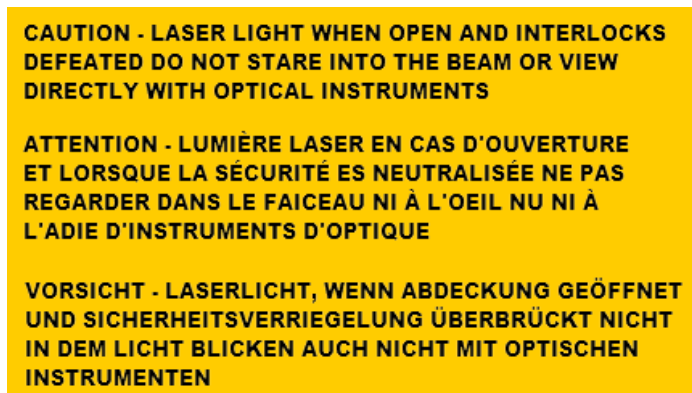 CAUTION - LASER LIGHT WHEN OPEN AND INTERLOCKS
DEFEATED DO NOT STARE INTO THE BEAM OR VIEW
DIRECTLY WITH OPTICAL INSTRUMENTS
ATTENTION - LUMIÈRE LASER EN CAS D'OUVERTURE
ET LORSQUE LA SÉCURITÉ ES NEUTRALISÉE NE PAS
REGARDER DANS LE FAICEAU NI À L'OEIL NU NI À
L'ADIE D'INSTRUMENTS D'OPTIQUE
VORSICHT - LASERLICHT, WENN ABDECKUNG GEÖFFNET
UND SICHERHEITSVERRIEGELUNG ÜBERBRÜCKT NICHT
IN DEM LICHT BLICKEN AUCH NICHT MIT OPTISCHEN
INSTRUMENTEN